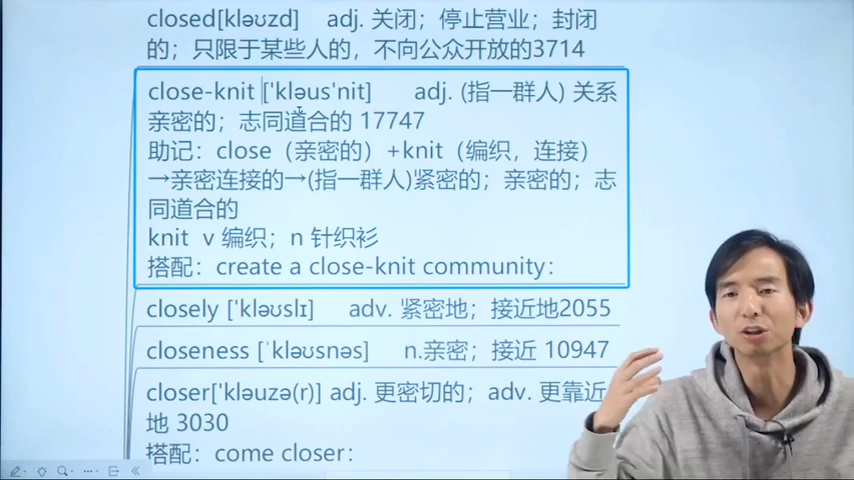 closed[kləʊzd] adj. 关闭；停止营业；封闭
的；只限于某些人的，不向公众开放的3714
close-knit ['kləus'nit] adj. (指一群人) 关系
亲密的；志同道合的 17747
助记：close（亲密的）+knit（编织，连接）
→亲密连接的→(指一群人)紧密的；亲密的；志
同道合的
knit v 编织；n 针织衫
搭配：create a close-knit community：
closely ['kləʊslɪ] adv. 紧密地；接近地2055
closeness [ˈkləʊsnəs] n.亲密；接近 10947
closer['kləuzə(r)] adj. 更密切的；adv. 更靠近
地 3030
搭配：come closer：